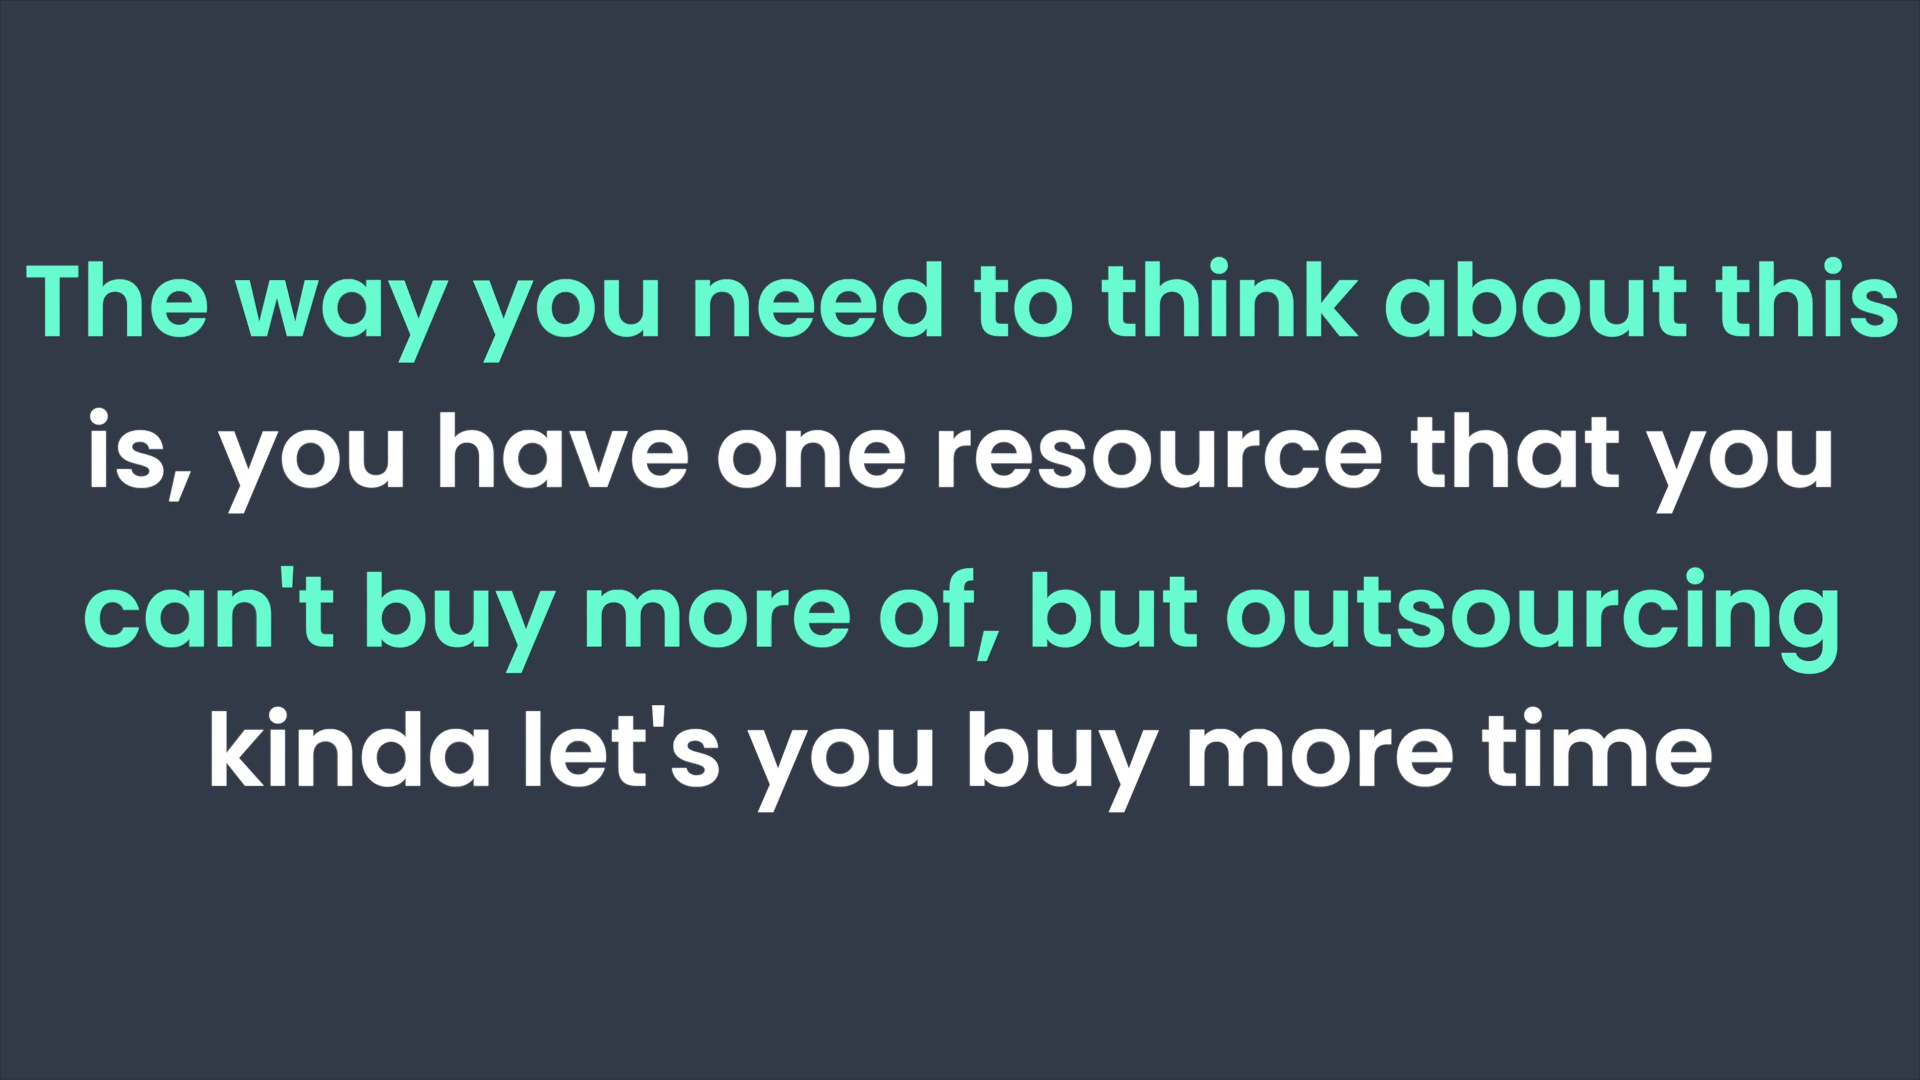 The way you need to think about this
is, you have one resource that you
can't buy more of, but outsourcing
kinda let's you buy more time